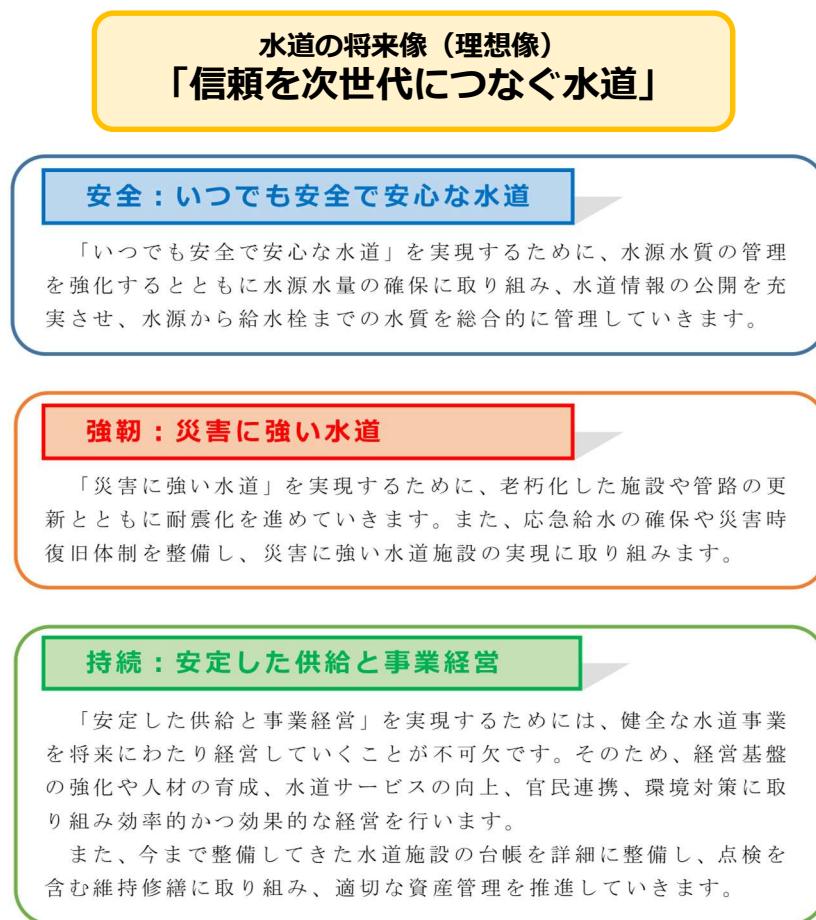 水道の将来像（理想像）
「信頼を次世代につなぐ水道」
安全：いつでも安全で安心な水道
「いつでも安全で安心な水道」を実現するために、水源水質の管理
を強化するとともに水源水量の確保に取り組み、水道情報の公開を充
実させ、水源から給水栓までの水質を総合的に管理していきます。
強靭：災害に強い水道
「災害に強い水道」を実現するために、老朽化した施設や管路の更
新とともに耐震化を進めていきます。また、応急給水の確保や災害時
復旧体制を整備し、災害に強い水道施設の実現に取り組みます。
持続：安定した供給と事業経営
「安定した供給と事業経営」を実現するためには、健全な水道事業
を将来にわたり経営していくことが不可欠です。そのため、経営基盤
の強化や人材の育成、水道サービスの向上、官民連携、環境対策に取
り組み効率的かつ効果的な経営を行います。
また、今まで整備してきた水道施設の台帳を詳細に整備し、点検を
含む維持修繕に取り組み、適切な資産管理を推進していきます。